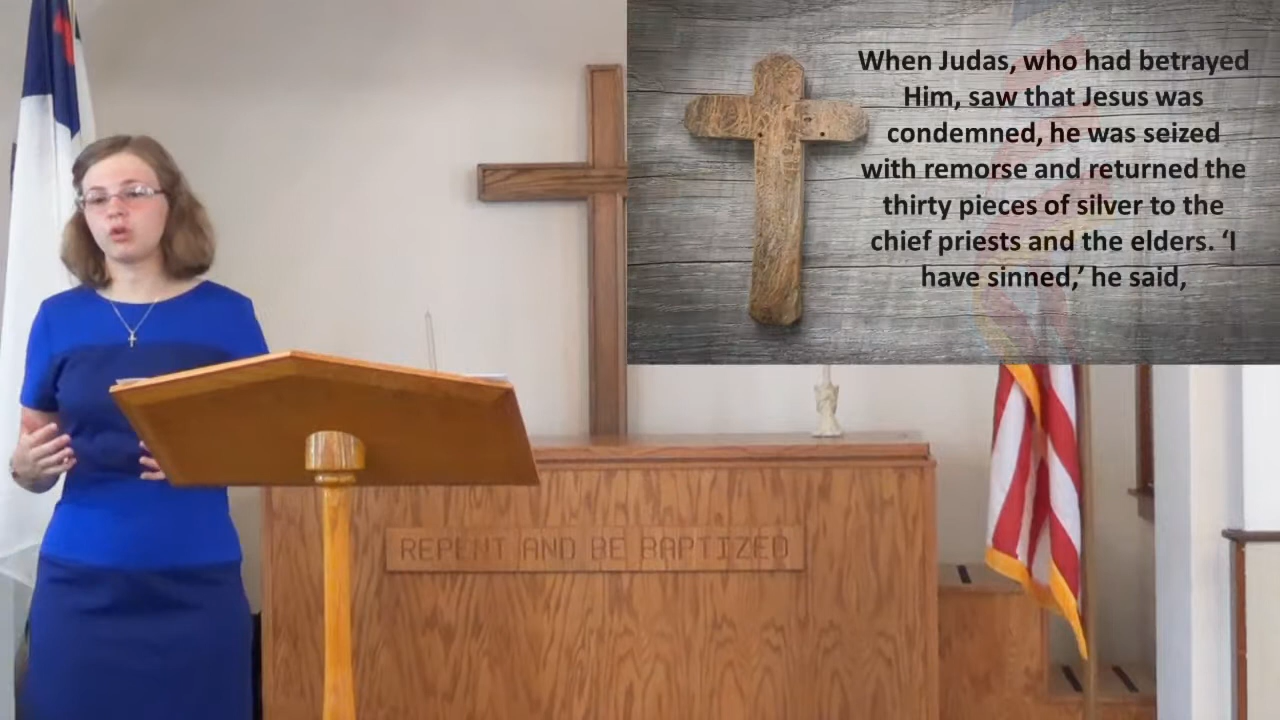 When Judas, who had betrayed
Him, saw that Jesus was
condemned, he was seized
with remorse and returned the
thirty pieces of silver to the
chief priests and the elders. ‘I
have sinned,’ he said,
REPENT AND BE BAPTIZED